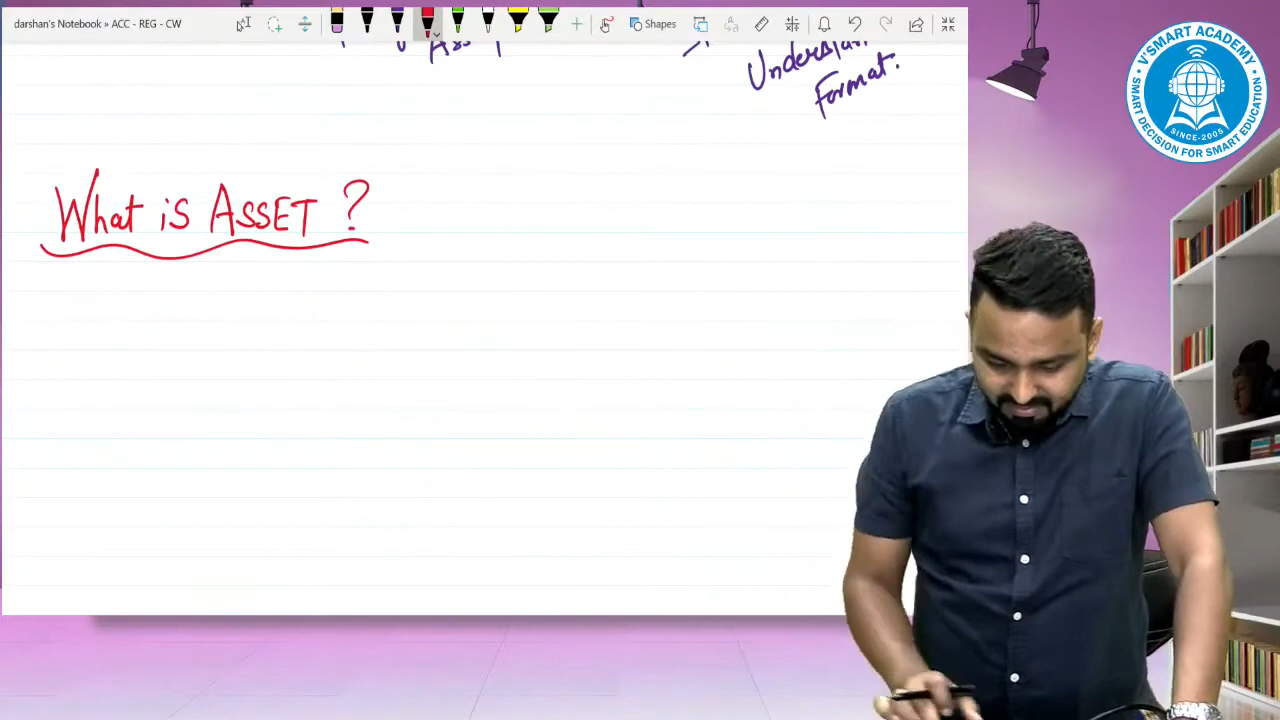 darshan's Notebook » ACC - REG - CW
Shapes
Understan
Format.
What is ASSET ?
V'SMART ACADEMY
SINCE-2005
SMART DECISION FOR SMART EDUCATION